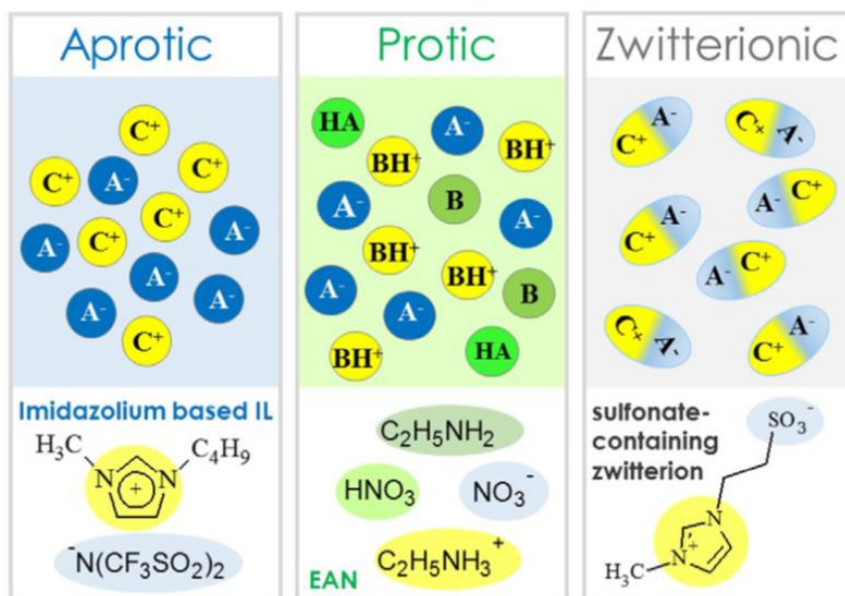 Aprotic
C⁺
C⁺
C⁺
A⁻
C⁺
C⁺
A⁻
A⁻
A⁻
A⁻
A⁻
C⁺
Imidazolium based IL
H₃C
C₄H₉
N
N
+
⁻N(CF₃SO₂)₂
Protic
HA
A⁻
BH⁺
BH⁺
B
A⁻
A⁻
BH⁺
BH⁺
A⁻
B
A⁻
BH⁺
HA
C₂H₅NH₂
HNO₃
NO₃⁻
C₂H₅NH₃⁺
EAN
Zwitterionic
A⁻
C⁺
C⁺
A⁻
A⁻
C⁺
A⁻
C⁺
A⁻
C⁺
C⁺
A⁻
A⁻
C⁺
sulfonate-
containing
zwitterion
SO₃⁻
N
N
+
H₃C